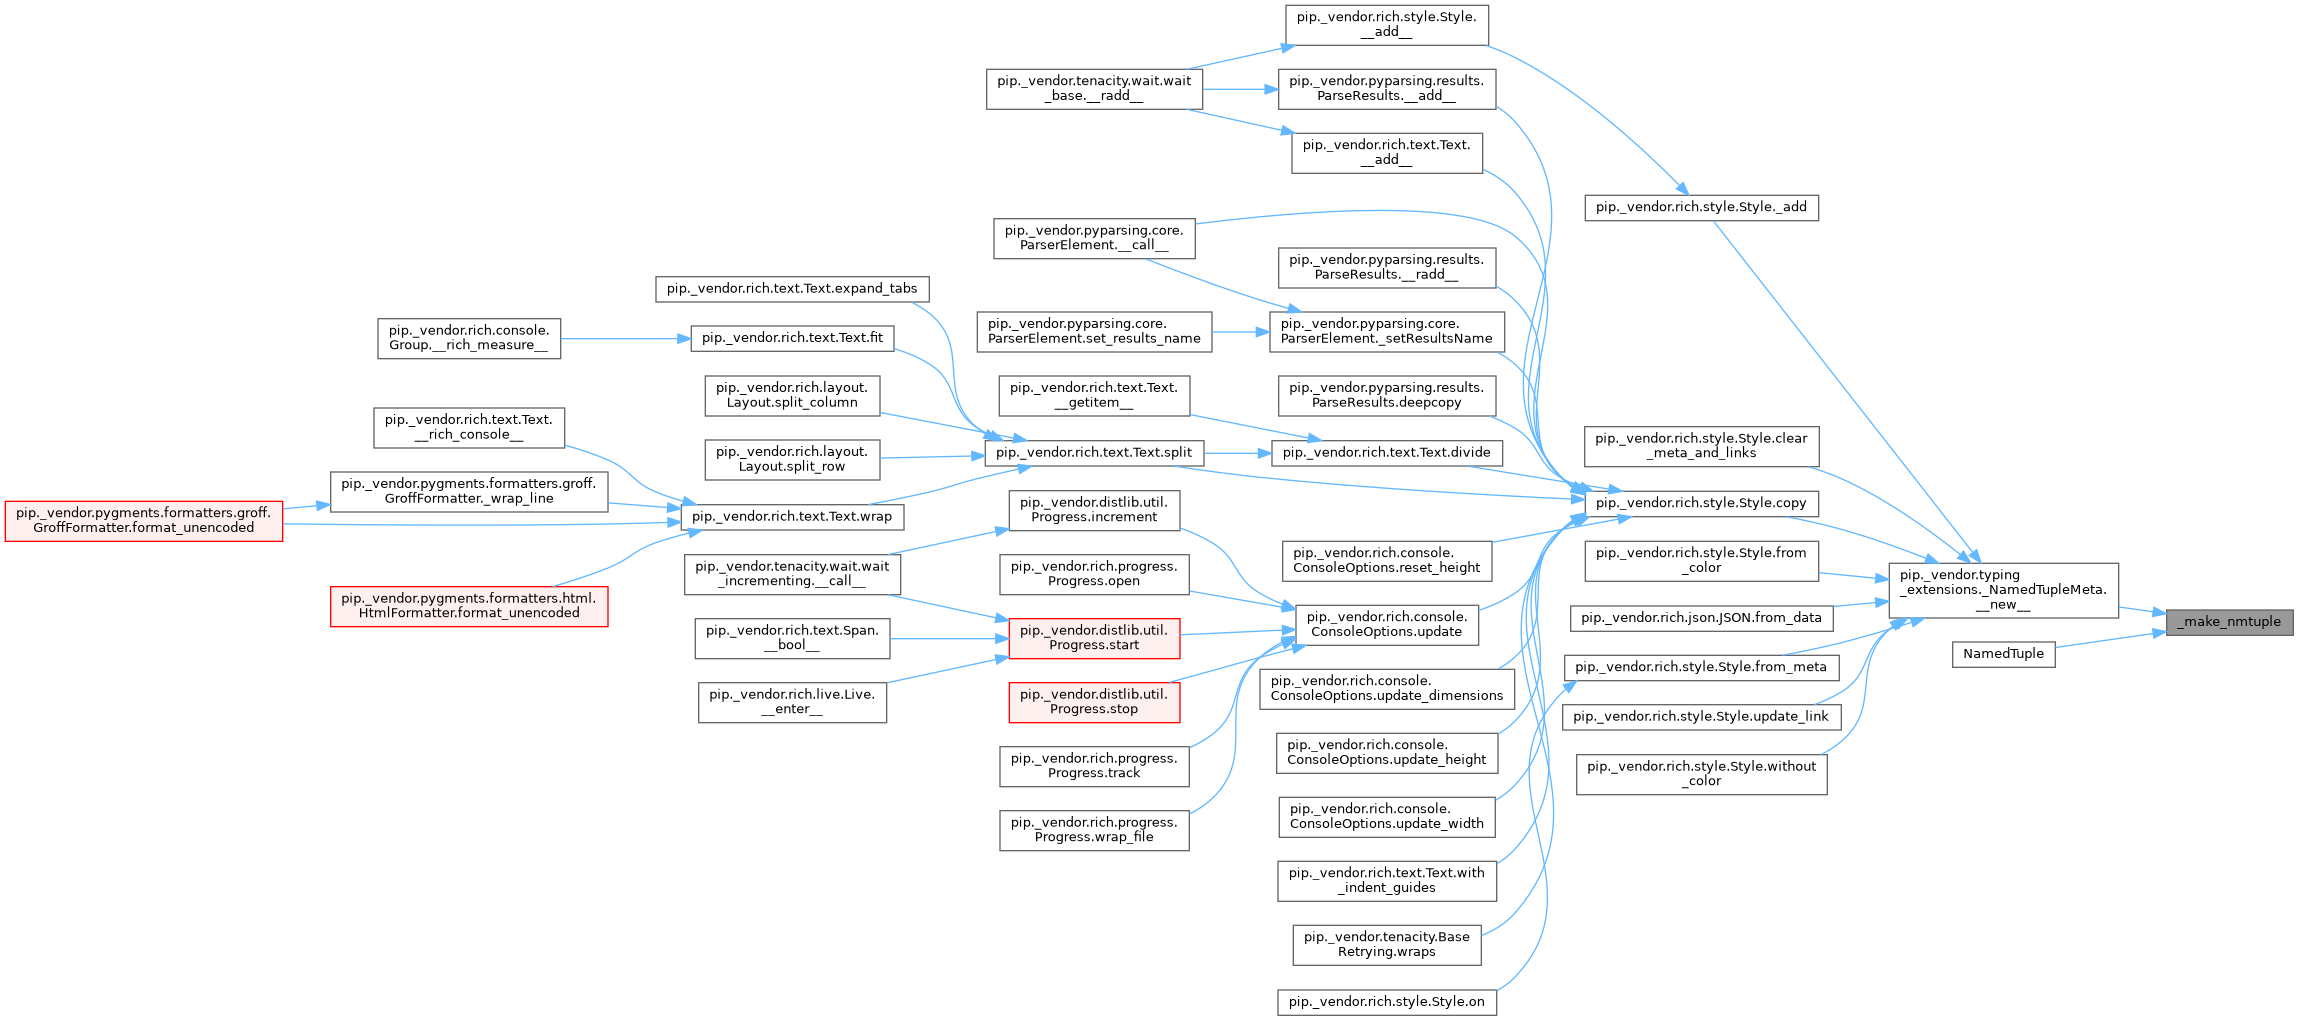 pip._vendor.rich.style.Style.
__add__
pip._vendor.tenacity.wait.wait
_base.__radd__
pip._vendor.pyparsing.results.
ParseResults.__add__
pip._vendor.rich.text.Text.
__add__
pip._vendor.rich.style.Style._add
pip._vendor.pyparsing.core.
ParserElement.__call__
pip._vendor.pyparsing.results.
ParseResults.__radd__
pip._vendor.rich.text.Text.expand_tabs
pip._vendor.rich.console.
Group.__rich_measure__
pip._vendor.rich.text.Text.fit
pip._vendor.pyparsing.core.
ParserElement.set_results_name
pip._vendor.pyparsing.core.
ParserElement._setResultsName
pip._vendor.rich.layout.
Layout.split_column
pip._vendor.rich.text.Text.
__getitem__
pip._vendor.pyparsing.results.
ParseResults.deepcopy
pip._vendor.rich.text.Text.
__rich_console__
pip._vendor.rich.layout.
Layout.split_row
pip._vendor.rich.text.Text.split
pip._vendor.rich.text.Text.divide
pip._vendor.rich.style.Style.clear
_meta_and_links
pip._vendor.pygments.formatters.groff.
GroffFormatter._wrap_line
pip._vendor.pygments.formatters.groff.
GroffFormatter.format_unencoded
pip._vendor.rich.text.Text.wrap
pip._vendor.distlib.util.
Progress.increment
pip._vendor.rich.style.Style.copy
pip._vendor.tenacity.wait.wait
_incrementing.__call__
pip._vendor.rich.progress.
Progress.open
pip._vendor.rich.console.
ConsoleOptions.reset_height
pip._vendor.rich.style.Style.from
_color
pip._vendor.typing
_extensions._NamedTupleMeta.
__new__
pip._vendor.pygments.formatters.html.
HtmlFormatter.format_unencoded
pip._vendor.rich.text.Span.
__bool__
pip._vendor.distlib.util.
Progress.start
pip._vendor.rich.console.
ConsoleOptions.update
pip._vendor.rich.json.JSON.from_data
_make_nmtuple
NamedTuple
pip._vendor.rich.live.Live.
__enter__
pip._vendor.distlib.util.
Progress.stop
pip._vendor.rich.console.
ConsoleOptions.update_dimensions
pip._vendor.rich.style.Style.from_meta
pip._vendor.rich.style.Style.update_link
pip._vendor.rich.progress.
Progress.track
pip._vendor.rich.console.
ConsoleOptions.update_height
pip._vendor.rich.style.Style.without
_color
pip._vendor.rich.progress.
Progress.wrap_file
pip._vendor.rich.console.
ConsoleOptions.update_width
pip._vendor.rich.text.Text.with
_indent_guides
pip._vendor.tenacity.Base
Retrying.wraps
pip._vendor.rich.style.Style.on